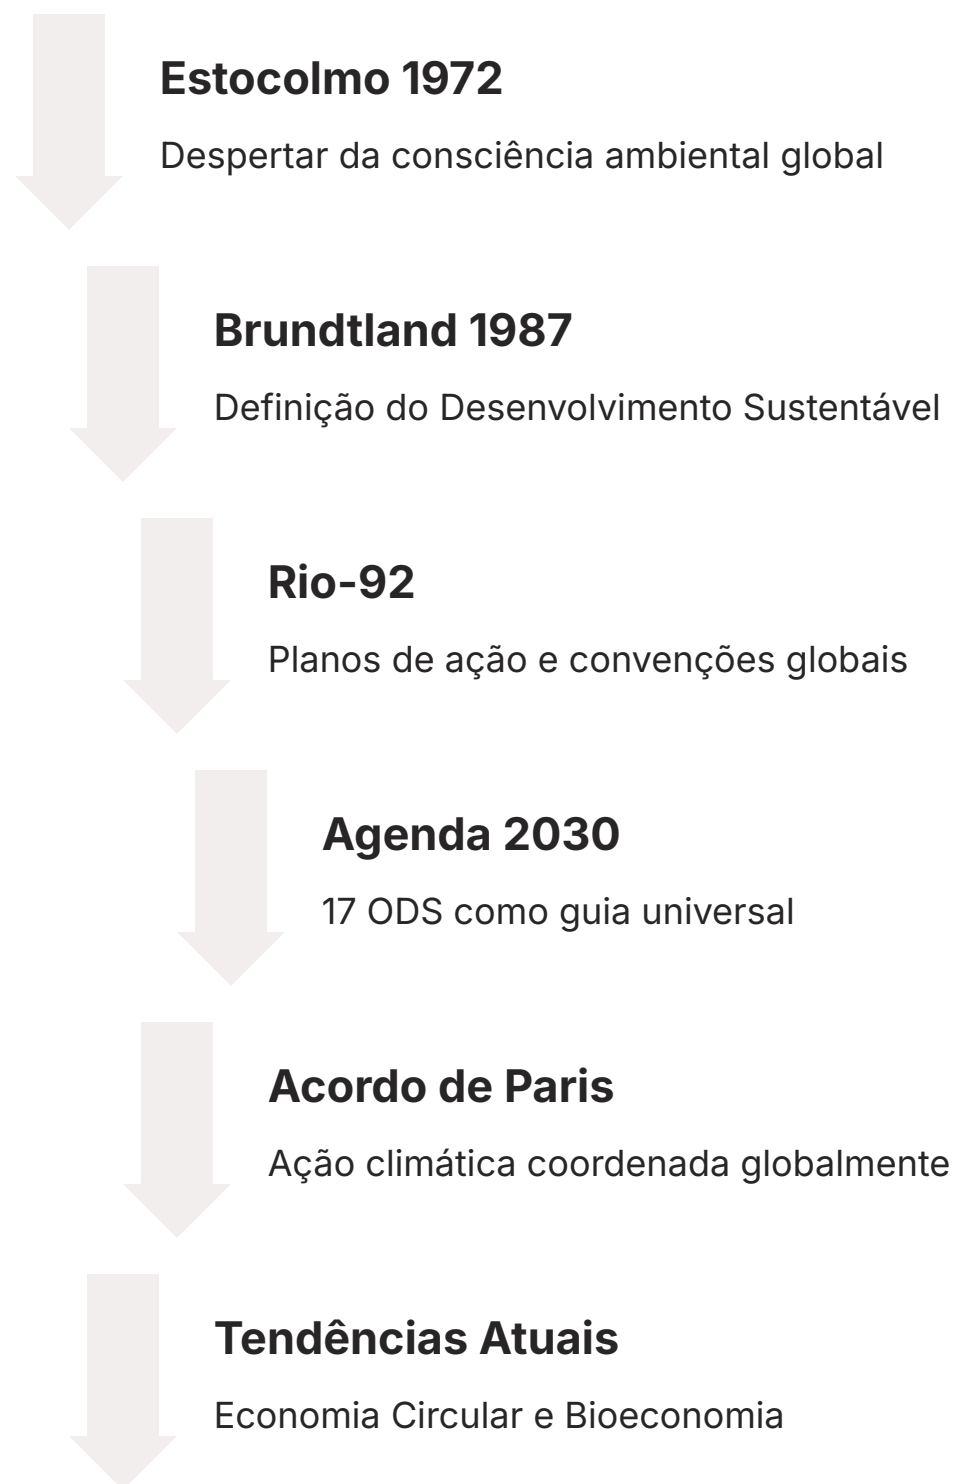 Estocolmo 1972
Despertar da consciência ambiental global
Brundtland 1987
Definição do Desenvolvimento Sustentável
Rio-92
Planos de ação e convenções globais
Agenda 2030
17 ODS como guia universal
Acordo de Paris
Ação climática coordenada globalmente
Tendências Atuais
Economia Circular e Bioeconomia